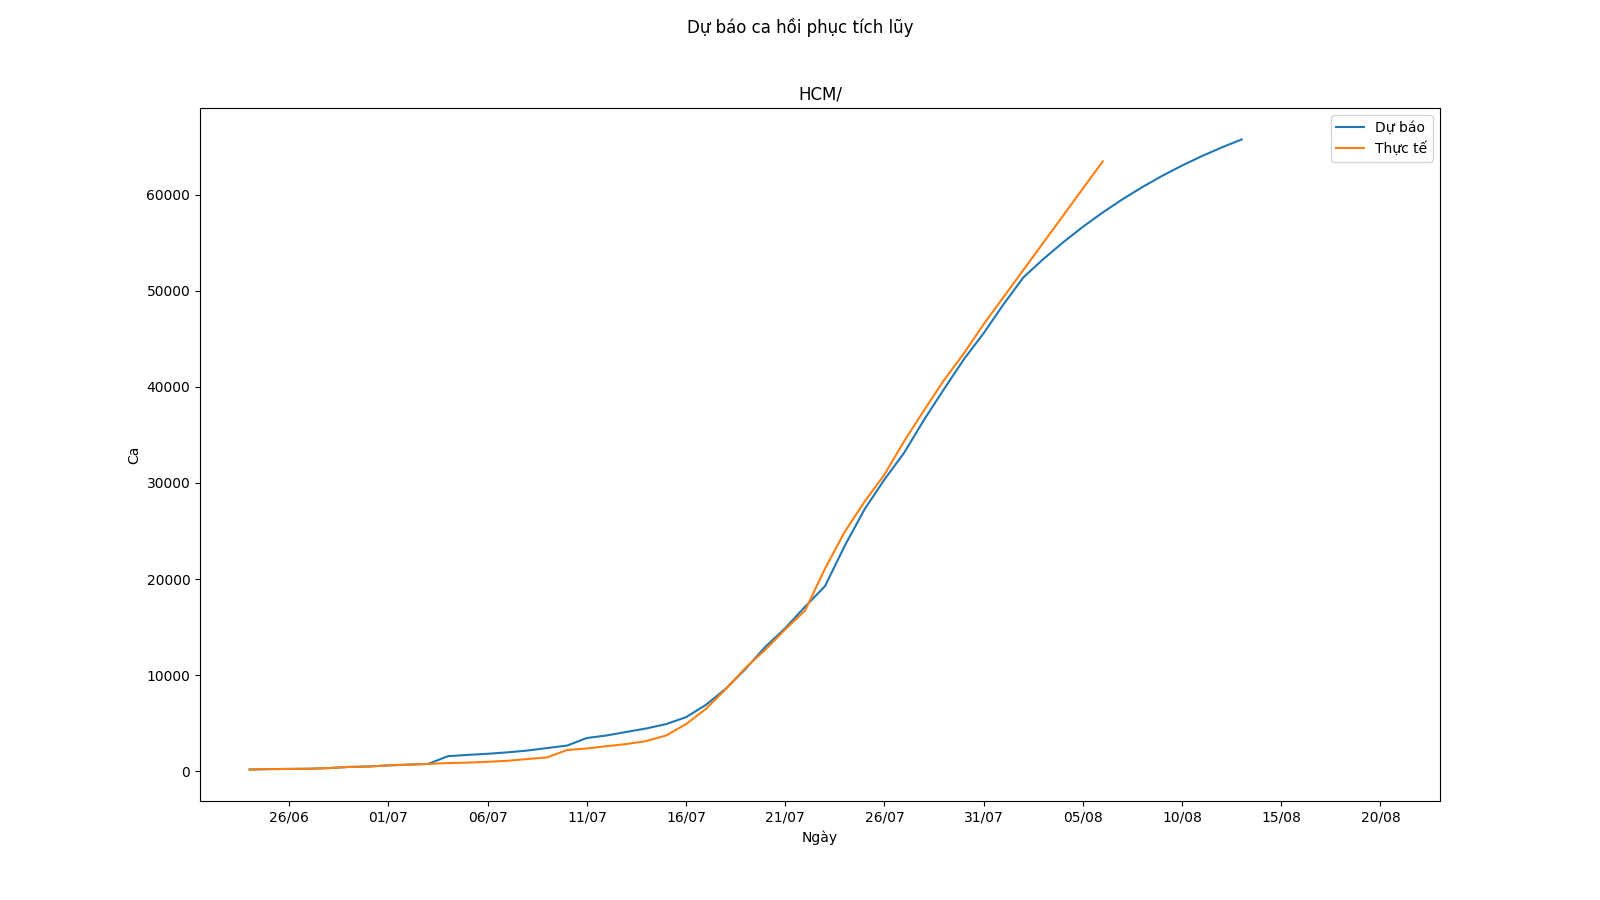 Dự báo ca hồi phục tích lũy
HCM/
Dự báo
Thực tế
60000
50000
40000
30000
20000
10000
0
Ca
26/06 01/07 06/07 11/07 16/07 21/07 26/07 31/07 05/08 10/08 15/08 20/08
Ngày